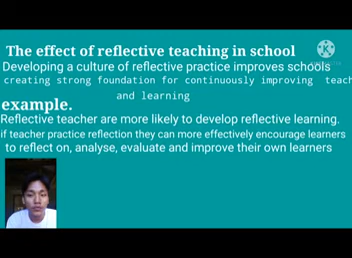 The effect of reflective teaching in school
Developing a culture of reflective practice improves schools
creating strong foundation for continuously improving teach
and learning
example.
Reflective teacher are more likely to develop reflective learning.
if teacher practice reflection they can more effectively encourage learners
to reflect on, analyse, evaluate and improve their own learners